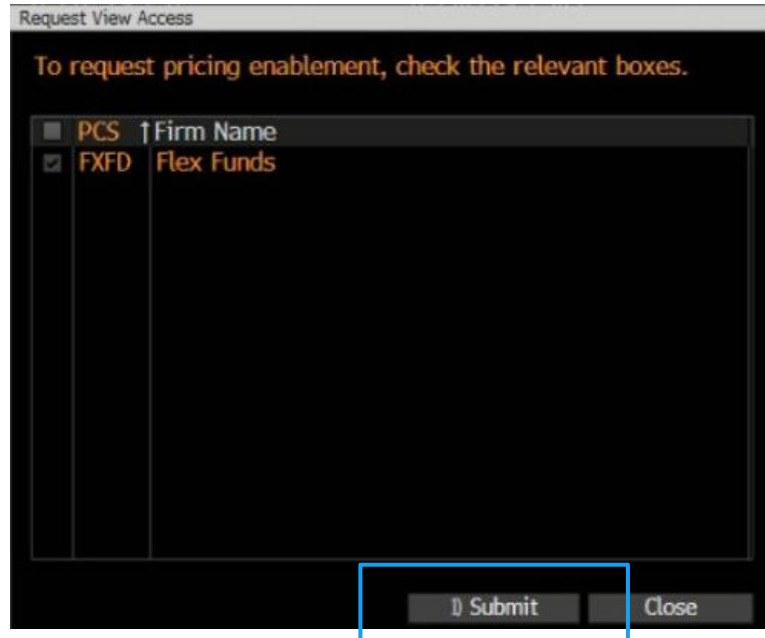 Request View Access
To request pricing enablement, check the relevant boxes.
PCS ↑ Firm Name
FXFD Flex Funds
1) Submit Close